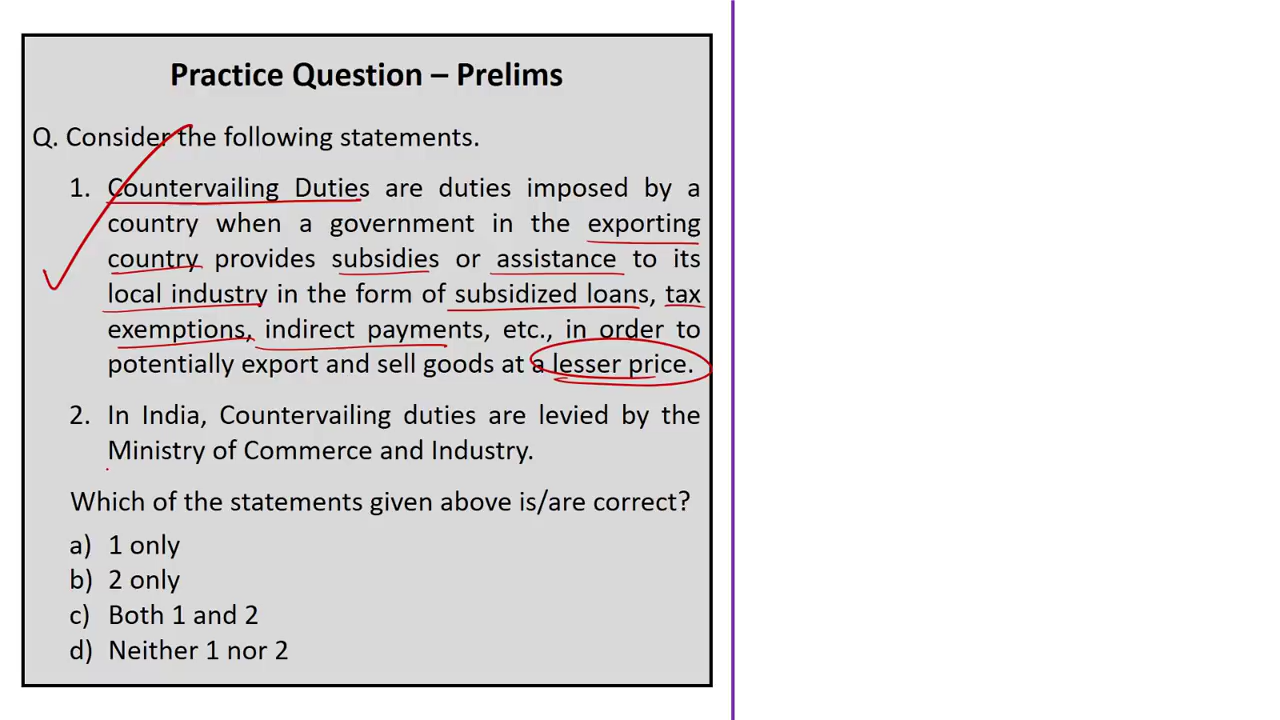 Practice Question – Prelims
Q. Consider the following statements.
1. Countervailing Duties are duties imposed by a
country when a government in the exporting
country provides subsidies or assistance to its
local industry in the form of subsidized loans, tax
exemptions, indirect payments, etc., in order to
potentially export and sell goods at a lesser price.
2. In India, Countervailing duties are levied by the
Ministry of Commerce and Industry.
Which of the statements given above is/are correct?
a) 1 only
b) 2 only
c) Both 1 and 2
d) Neither 1 nor 2